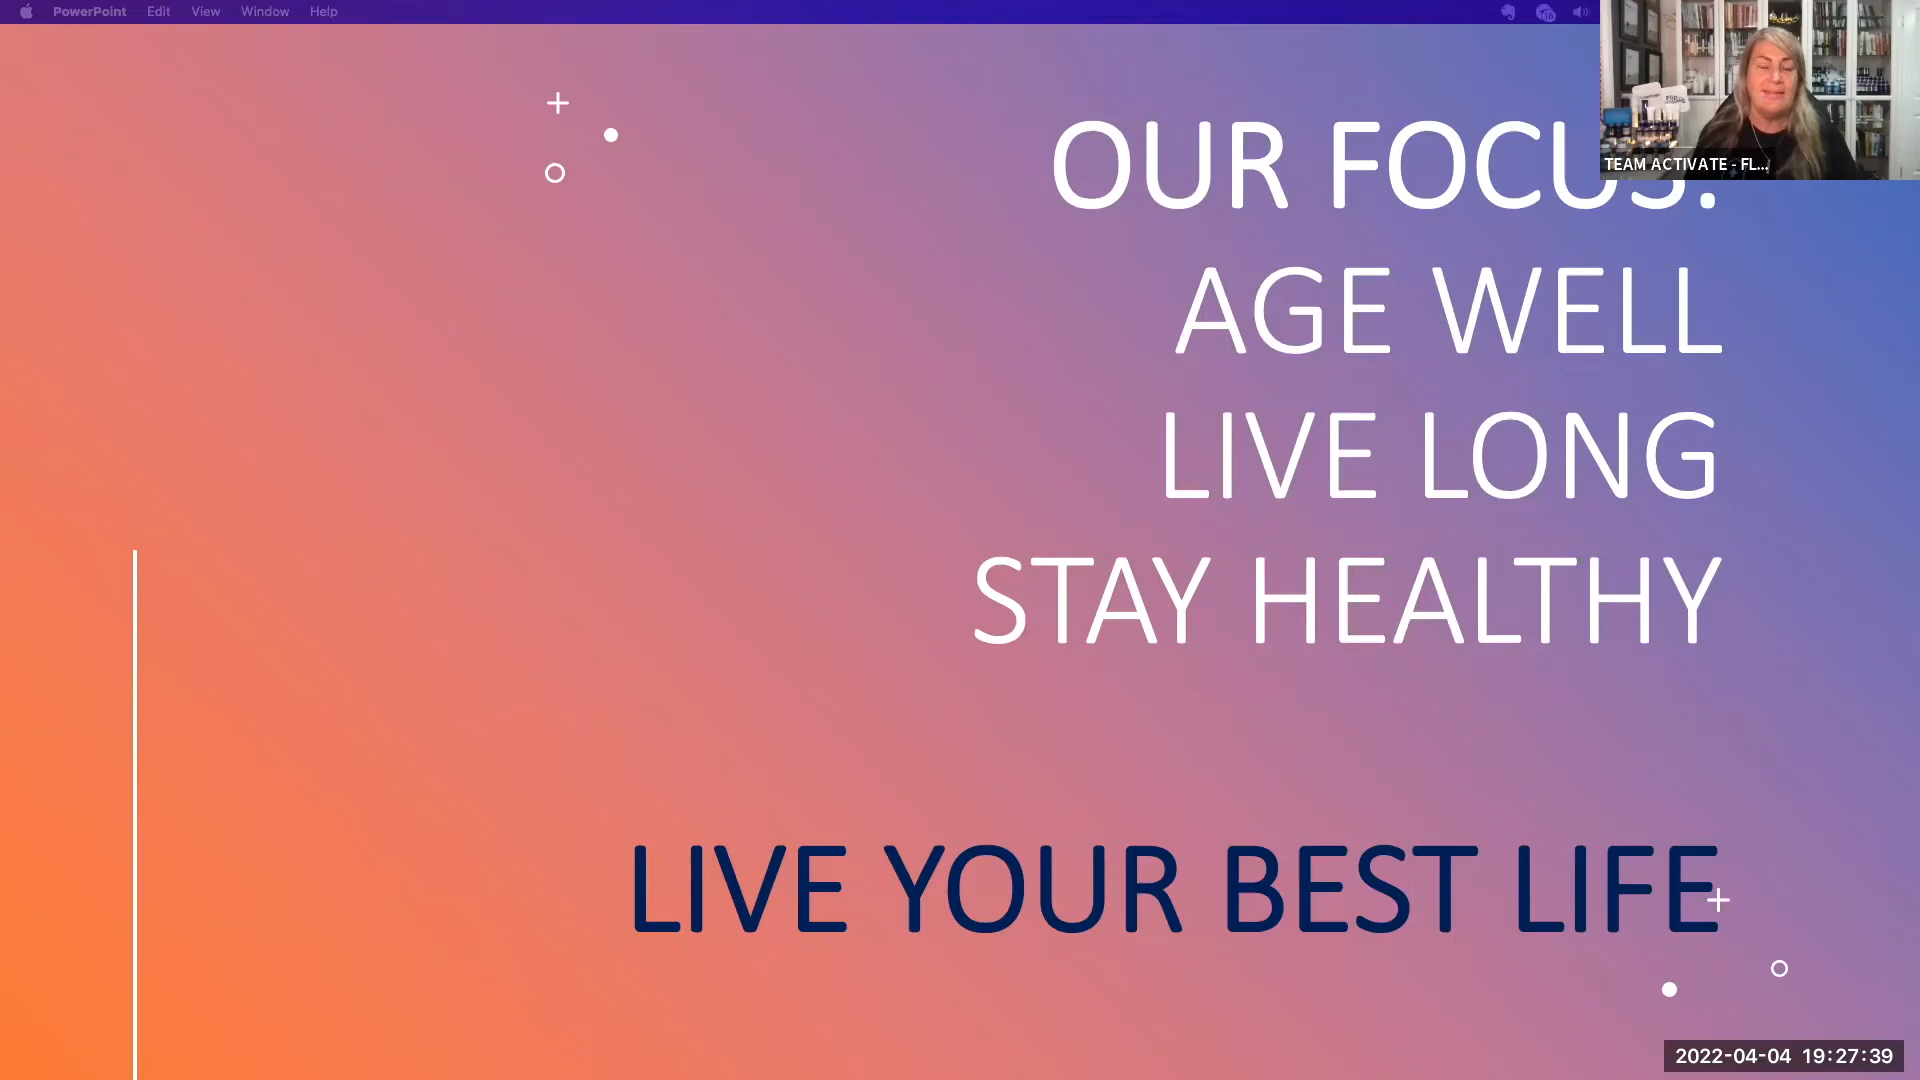 PowerPoint Edit View Window Help
TEAM ACTIVATE - FL...
OUR FOCUS:
AGE WELL
LIVE LONG
STAY HEALTHY
LIVE YOUR BEST LIFE
2022-04-04 19:27:39